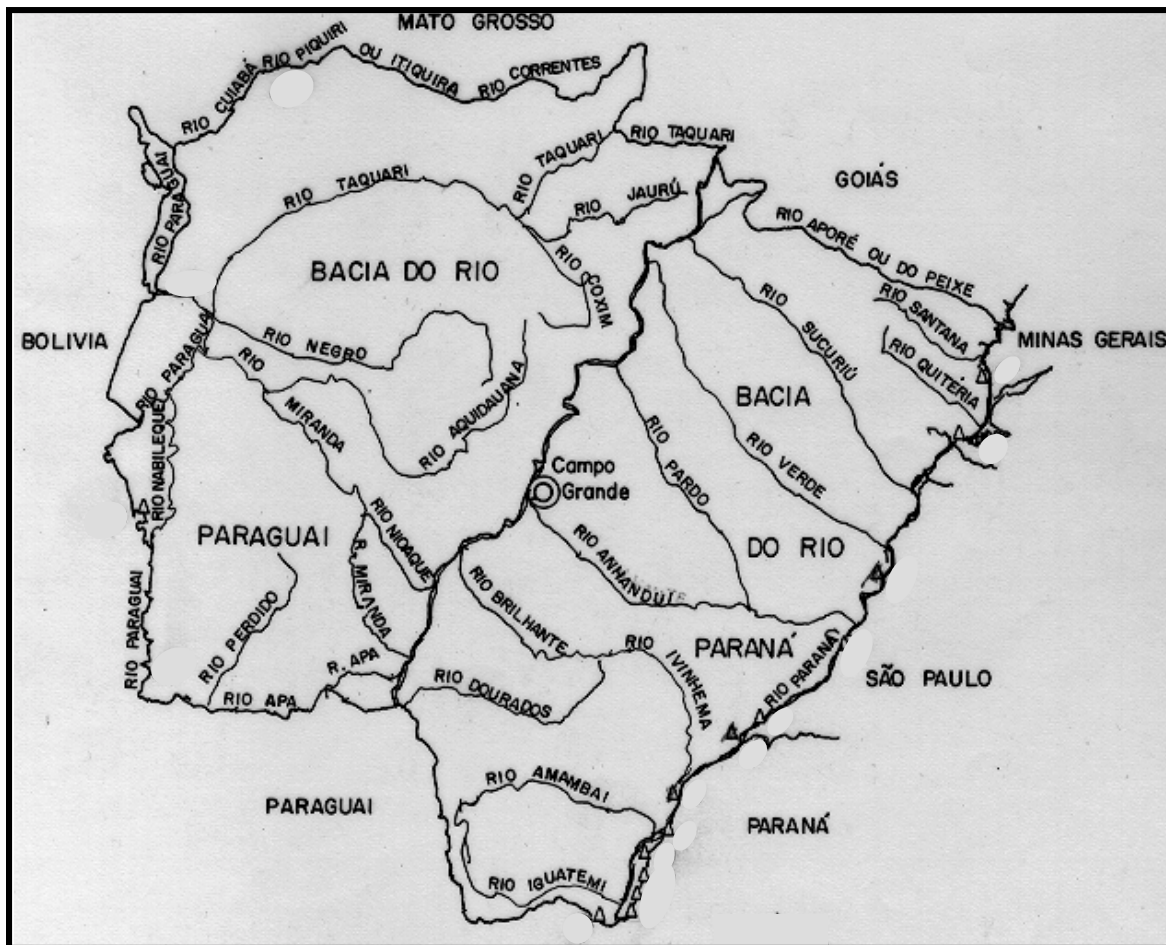 MATO GROSSO
RIO CUIABÁ
RIO PIQUIRI
OU ITIQUIRA
RIO CORRENTES
RIO TAQUARI
RIO TAQUARI
RIO TAQUARI
RIO JAURÚ
GOIÁS
RIO PARAGUAI
RIO APORÉ OU DO PEIXE
BACIA DO RIO
RIO COXIM
RIO SUCURIÚ
RIO SANTANA
RIO QUITÉRIA
MINAS GERAIS
BOLIVIA
RIO PARAGUAI
RIO NEGRO
RIO MIRANDA
RIO AQUIDAUANA
BACIA
RIO VERDE
RIO PARDO
RIO NABILEQUE
Campo
Grande
PARAGUAI
RIO NIOAQUE
R. MIRANDA
DO RIO
RIO ANHANDUÍ
RIO BRILHANTE
RIO PARAGUAI
RIO PERDIDO
R. APA
RIO APA
RIO IVINHEMA
PARANÁ
RIO PARANÁ
SÃO PAULO
RIO DOURADOS
PARAGUAI
RIO AMAMBAI
PARANÁ
RIO IGUATEMI